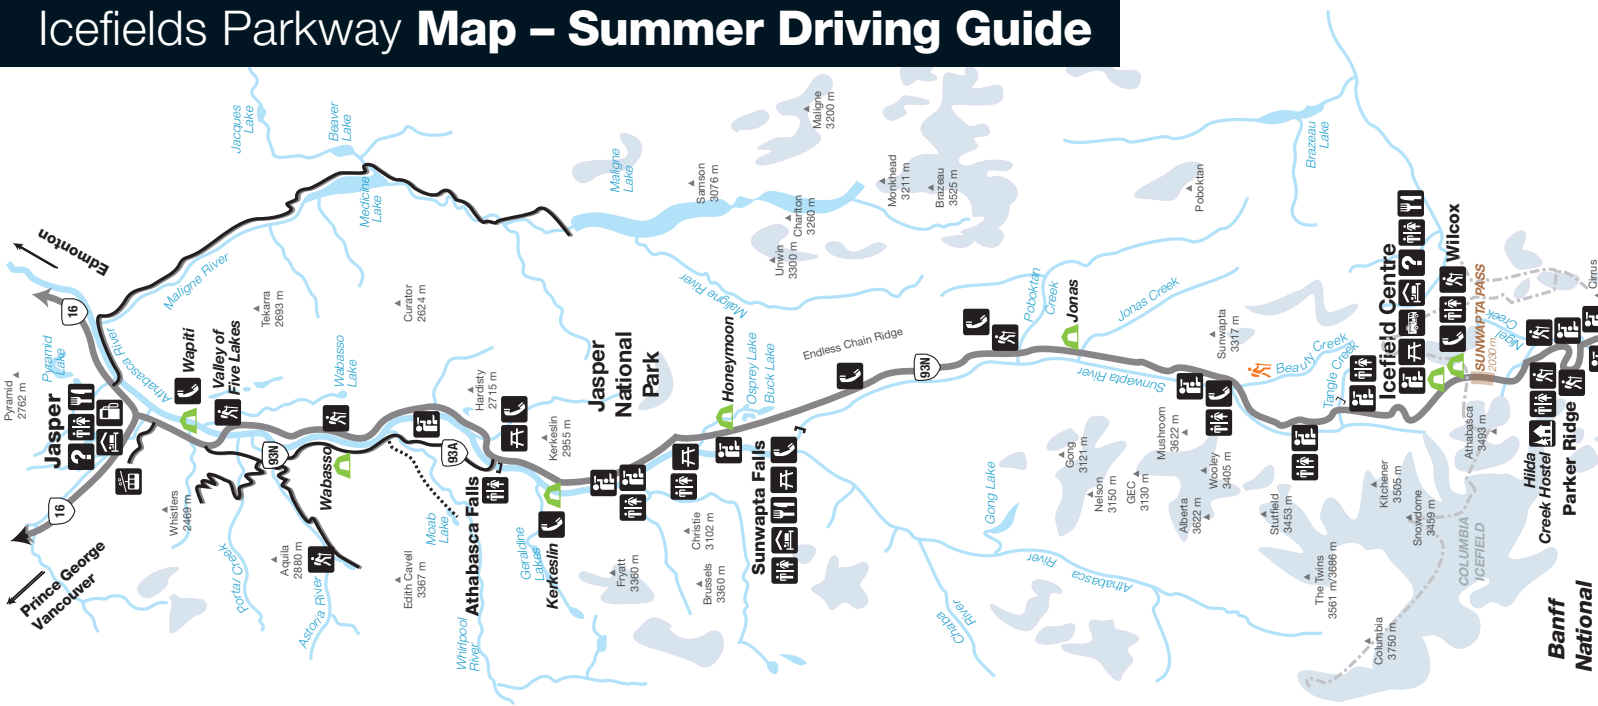 Icefields Parkway Map – Summer Driving Guide
Edmonton
16
Jacques
Lake
Beaver
Lake
Medicine
Lake
Maligne
Lake
Maligne
3200 m
Samson
3076 m
Charlton
3260 m
Unwin
3300 m
Monkhead
3211 m
Brazeau
3525 m
Poboktan
Brazeau
Lake
Maligne River
Maligne River
Tekarra
2693 m
Curator
2624 m
Pyramid
2762 m
Pyramid
Lake
Athabasca River
Jasper
?
Wapiti
Valley of
Five Lakes
Wabasso
Lake
93N
Wabasso
Whistlers
2469 m
16
Prince George
Vancouver
Portal Creek
Aquila
2880 m
Astoria River
Edith Cavell
3367 m
Moab
Lake
93A
Hardisty
2715 m
Athabasca Falls
Whirlpool
River
Kerkeslin
2955 m
Geraldine
Lakes
Kerkeslin
Jasper
National
Park
Fryatt
3360 m
Christie
3102 m
Brussels
3360 m
Honeymoon
Osprey Lake
Buck Lake
Sunwapta Falls
Endless Chain Ridge
93N
Poboktan
Creek
Jonas
Jonas Creek
Sunwapta River
Sunwapta
3317 m
Beauty Creek
Tangle Creek
Gong Lake
Gong
3121 m
Nelson
3150 m
GEC
3130 m
Mushroom
3622 m
Alberta
3622 m
Wooley
3405 m
Stutfield
3453 m
Athabasca
River
Chaba
River
The Twins
3561 m/3686 m
Kitchener
3505 m
Snowdome
3459 m
Columbia
3750 m
COLUMBIA
ICEFIELD
Icefield Centre
?
Wilcox
SUNWAPTA PASS
2030 m
Nigel
Creek
Athabasca
3493 m
Cirrus
Hilda
Creek Hostel
Parker Ridge
Banff
National